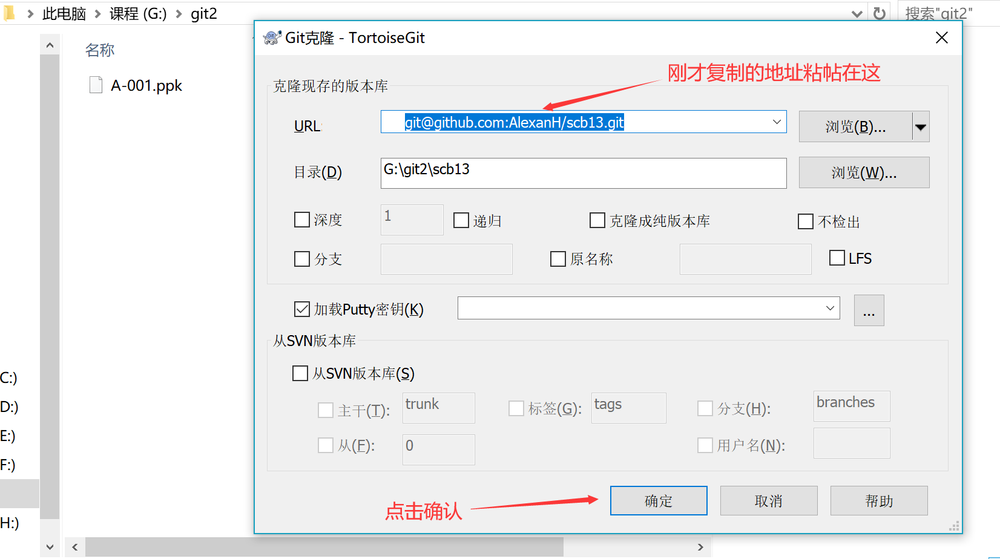 此电脑 > 课程 (G:) > git2
搜索"git2"
名称
A-001.ppk
C:)
D:)
E:)
F:)
H:)
Git克隆 - TortoiseGit
刚才复制的地址粘帖在这
克隆现存的版本库
URL: git@github.com:AlexanH/scb13.git 浏览(B)...
目录(D) G:\git2\scb13 浏览(W)...
深度 1 递归 克隆成纯版本库 不检出
分支 原名称 LFS
加载Putty密钥(K) ...
从SVN版本库
从SVN版本库(S)
主干(T): trunk 标签(G): tags 分支(H): branches
从(F): 0 用户名(N):
点击确认
确定 取消 帮助